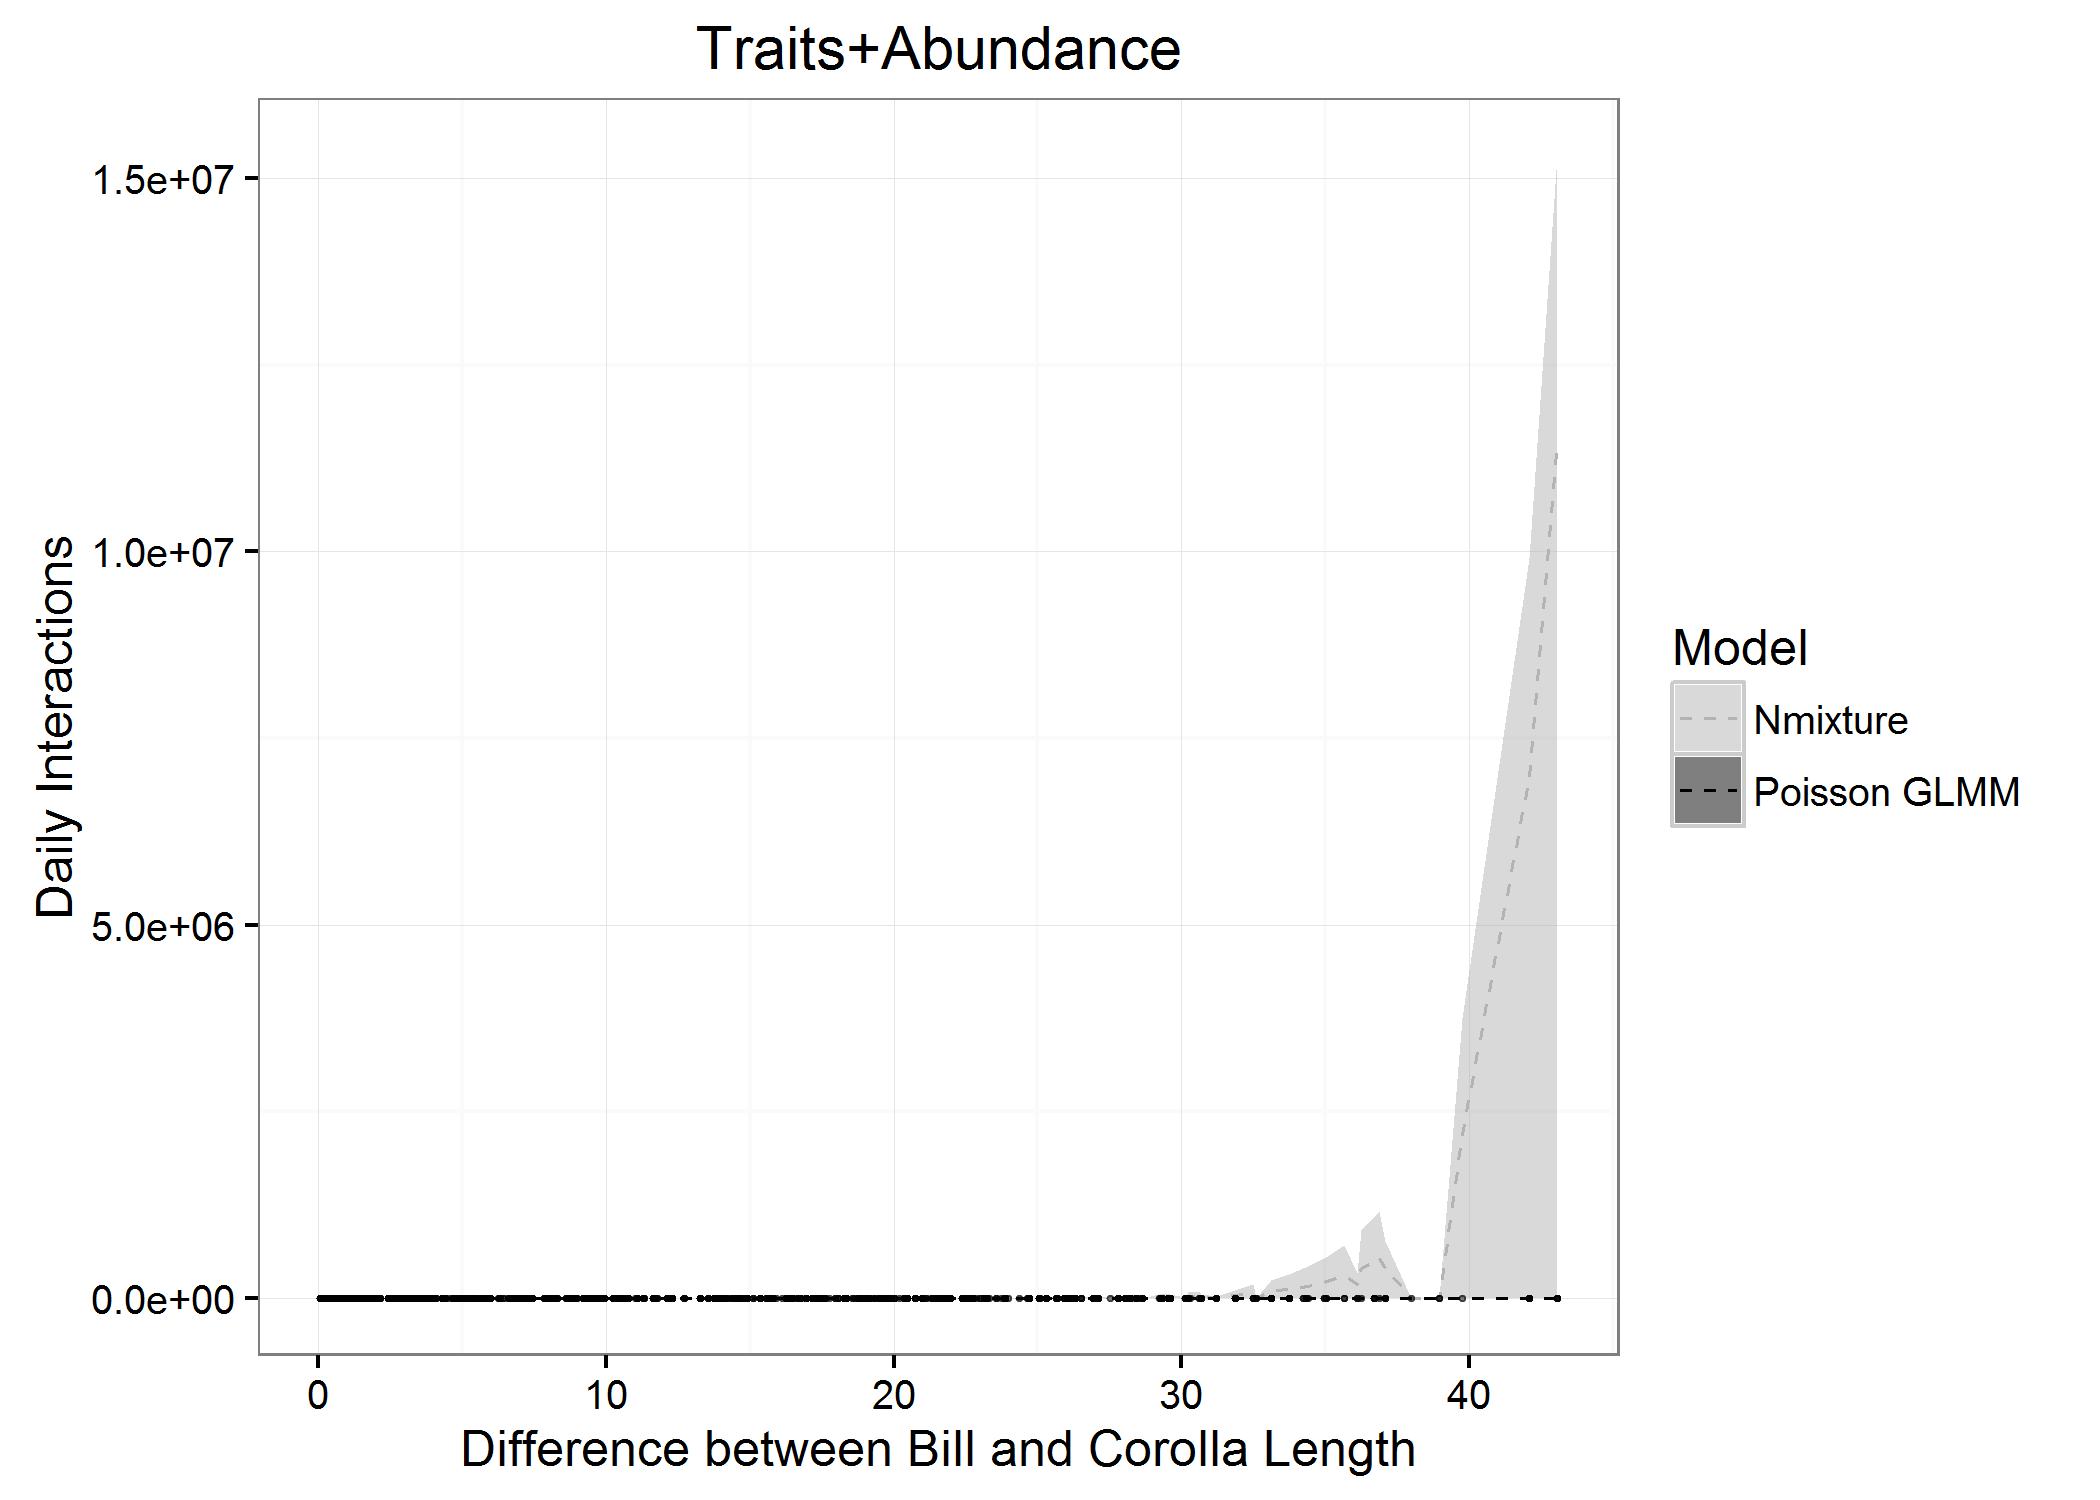 Traits+Abundance
1.5e+07
1.0e+07
5.0e+06
0.0e+00
Daily Interactions
0
10
20
30
40
Difference between Bill and Corolla Length
Model
Nmixture
Poisson GLMM